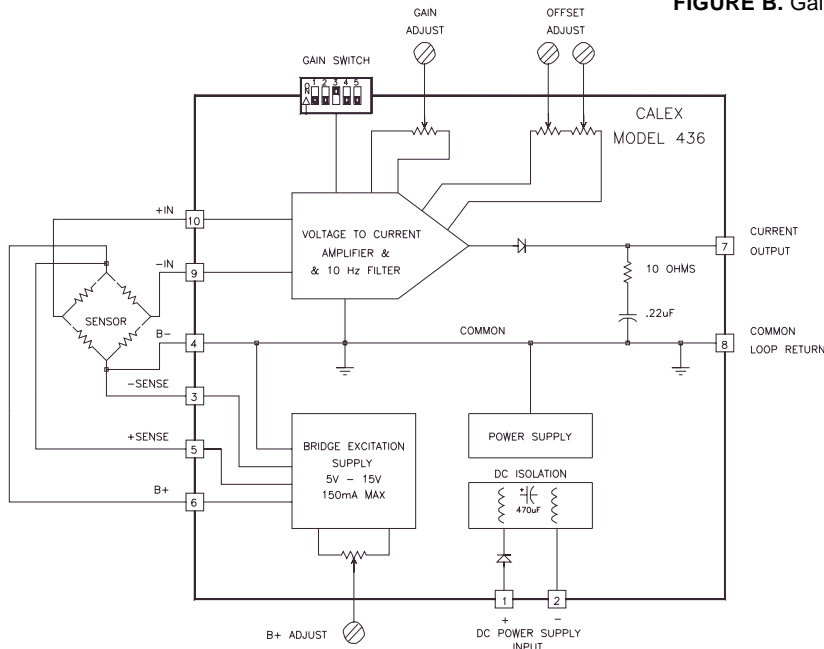 FIGURE B. Gai
GAIN
ADJUST
OFFSET
ADJUST
GAIN SWITCH
ON
1 2 3 4 5
CALEX
MODEL 436
+IN
10
VOLTAGE TO CURRENT
AMPLIFIER &
& 10 Hz FILTER
7
CURRENT
OUTPUT
-IN
9
10 OHMS
.22uF
SENSOR
B-
4
COMMON
8
COMMON
LOOP RETURN
-SENSE
3
+SENSE
5
BRIDGE EXCITATION
SUPPLY
5V - 15V
150mA MAX
POWER SUPPLY
DC ISOLATION
+
470uF
B+
6
1
2
+
-
B+ ADJUST
DC POWER SUPPLY
INPUT